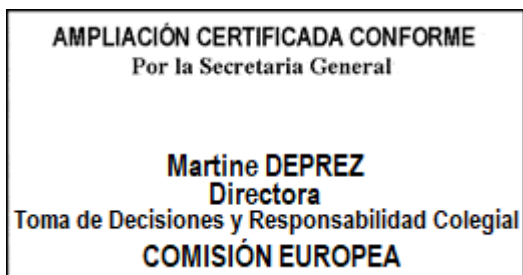 AMPLIACIÓN CERTIFICADA CONFORME
Por la Secretaria General
Martine DEPREZ
Directora
Toma de Decisiones y Responsabilidad Colegial
COMISIÓN EUROPEA